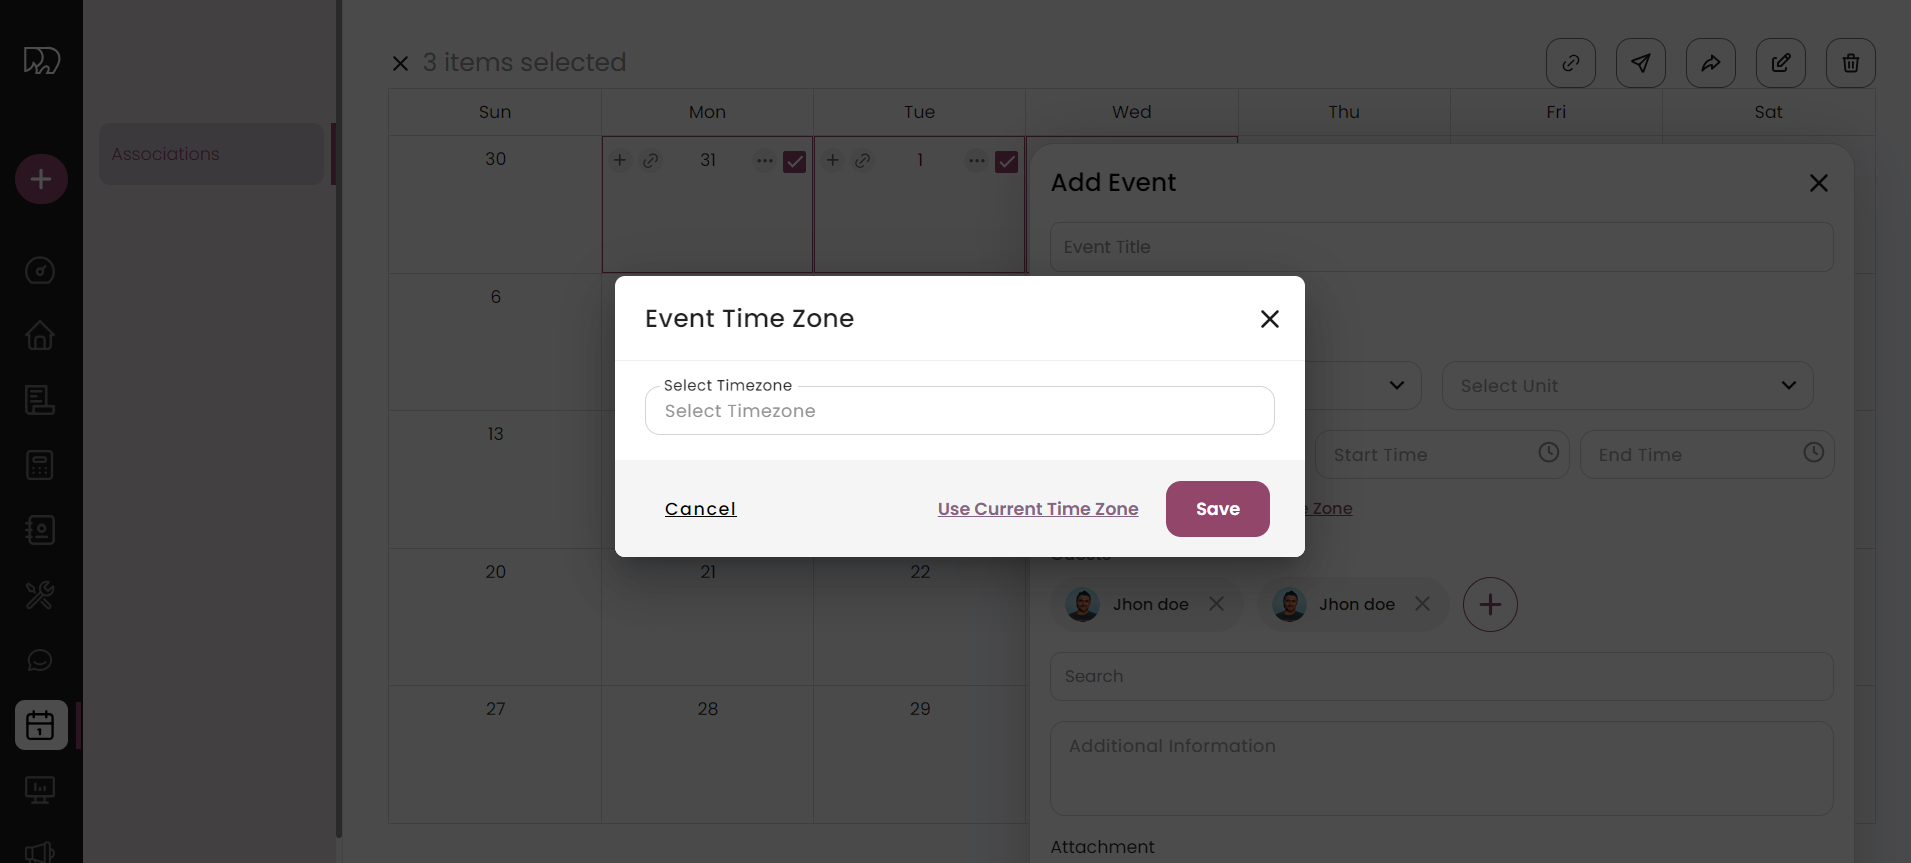 3 items selected
Sun Mon Tue Wed Thu Fri Sat
Associations
30 31 1
Add Event
Event Title
6
Event Time Zone
Select Timezone
Select Timezone
Select Unit
13
Start Time End Time
Cancel Use Current Time Zone Save
Zone
20 21 22
Jhon doe Jhon doe
Search
27 28 29
Additional Information
Attachment
1